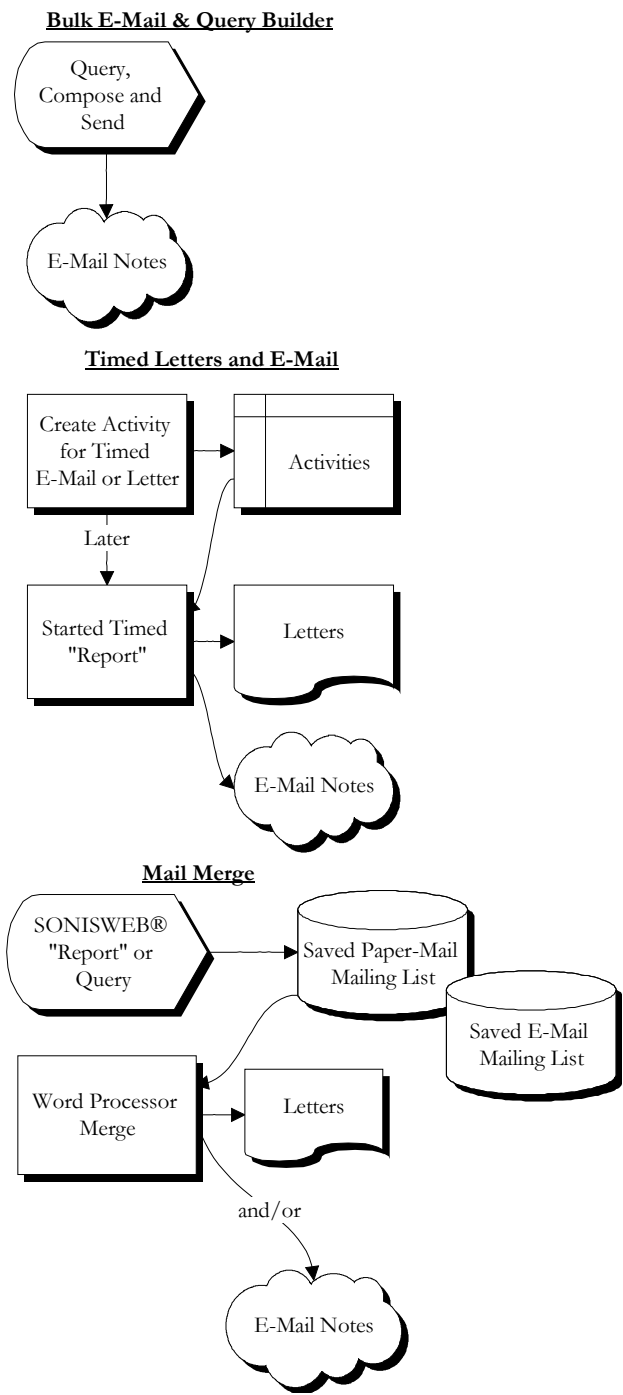 Bulk E-Mail & Query Builder
Query,
Compose and
Send
E-Mail Notes
Timed Letters and E-Mail
Create Activity
for Timed
E-Mail or Letter
Activities
Later
Started Timed
"Report"
Letters
E-Mail Notes
Mail Merge
SONISWEB®
"Report" or
Query
Saved Paper-Mail
Mailing List
Saved E-Mail
Mailing List
Word Processor
Merge
Letters
and/or
E-Mail Notes